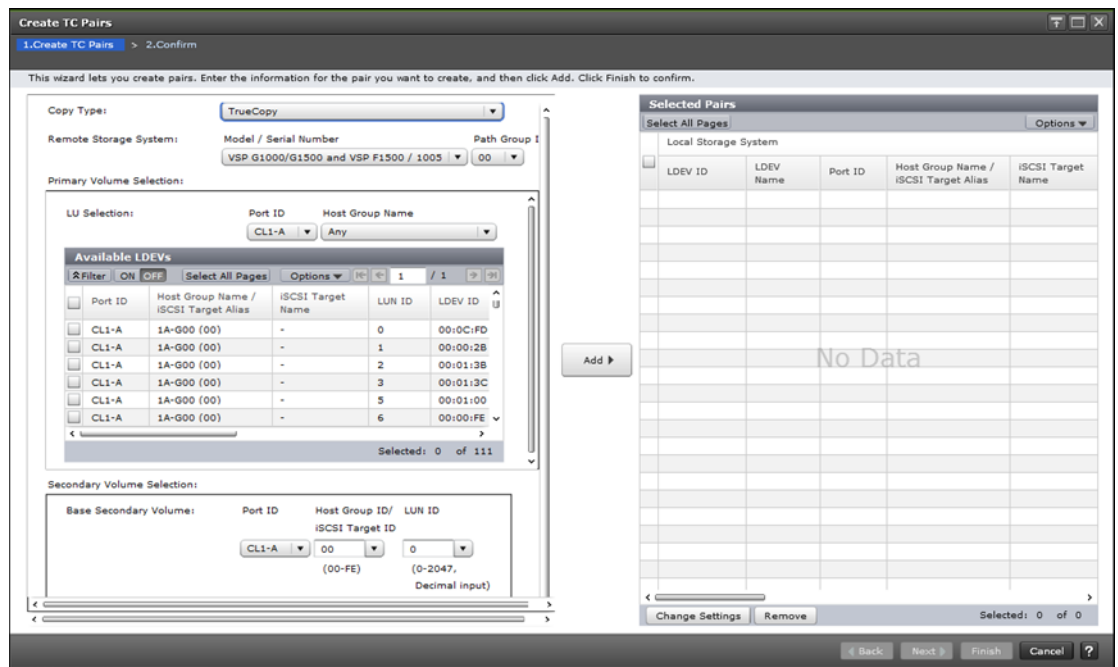 Create TC Pairs
1.Create TC Pairs > 2.Confirm
This wizard lets you create pairs. Enter the information for the pair you want to create, and then click Add. Click Finish to confirm.
Copy Type: TrueCopy
Remote Storage System: Model / Serial Number Path Group I
VSP G1000/G1500 and VSP F1500 / 1005 00
Primary Volume Selection:
LU Selection: Port ID Host Group Name
CL1-A Any
Available LDEVs
Filter ON OFF Select All Pages Options 1 / 1
Port ID Host Group Name / iSCSI Target Alias iSCSI Target Name LUN ID LDEV ID
CL1-A 1A-G00 (00) - 0 00:0C:FD
CL1-A 1A-G00 (00) - 1 00:00:2B
CL1-A 1A-G00 (00) - 2 00:01:3B
CL1-A 1A-G00 (00) - 3 00:01:3C
CL1-A 1A-G00 (00) - 5 00:01:00
CL1-A 1A-G00 (00) - 6 00:00:FE
Selected: 0 of 111
Secondary Volume Selection:
Base Secondary Volume: Port ID Host Group ID/ LUN ID
iSCSI Target ID
CL1-A 00 0
(00-FE) (0-2047,
Decimal input)
Add
Selected Pairs
Select All Pages Options
Local Storage System
LDEV ID LDEV Name Port ID Host Group Name / iSCSI Target Alias iSCSI Target Name
No Data
Change Settings Remove Selected: 0 of 0
Back Next Finish Cancel ?